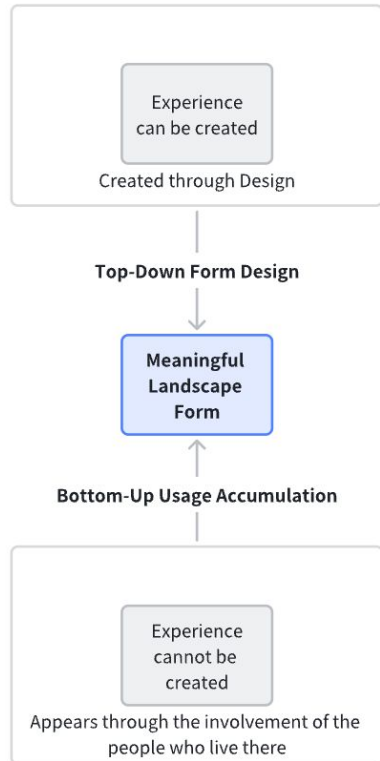 Experience
can be created
Created through Design
Top-Down Form Design
Meaningful
Landscape
Form
Bottom-Up Usage Accumulation
Experience
cannot be
created
Appears through the involvement of the
people who live there